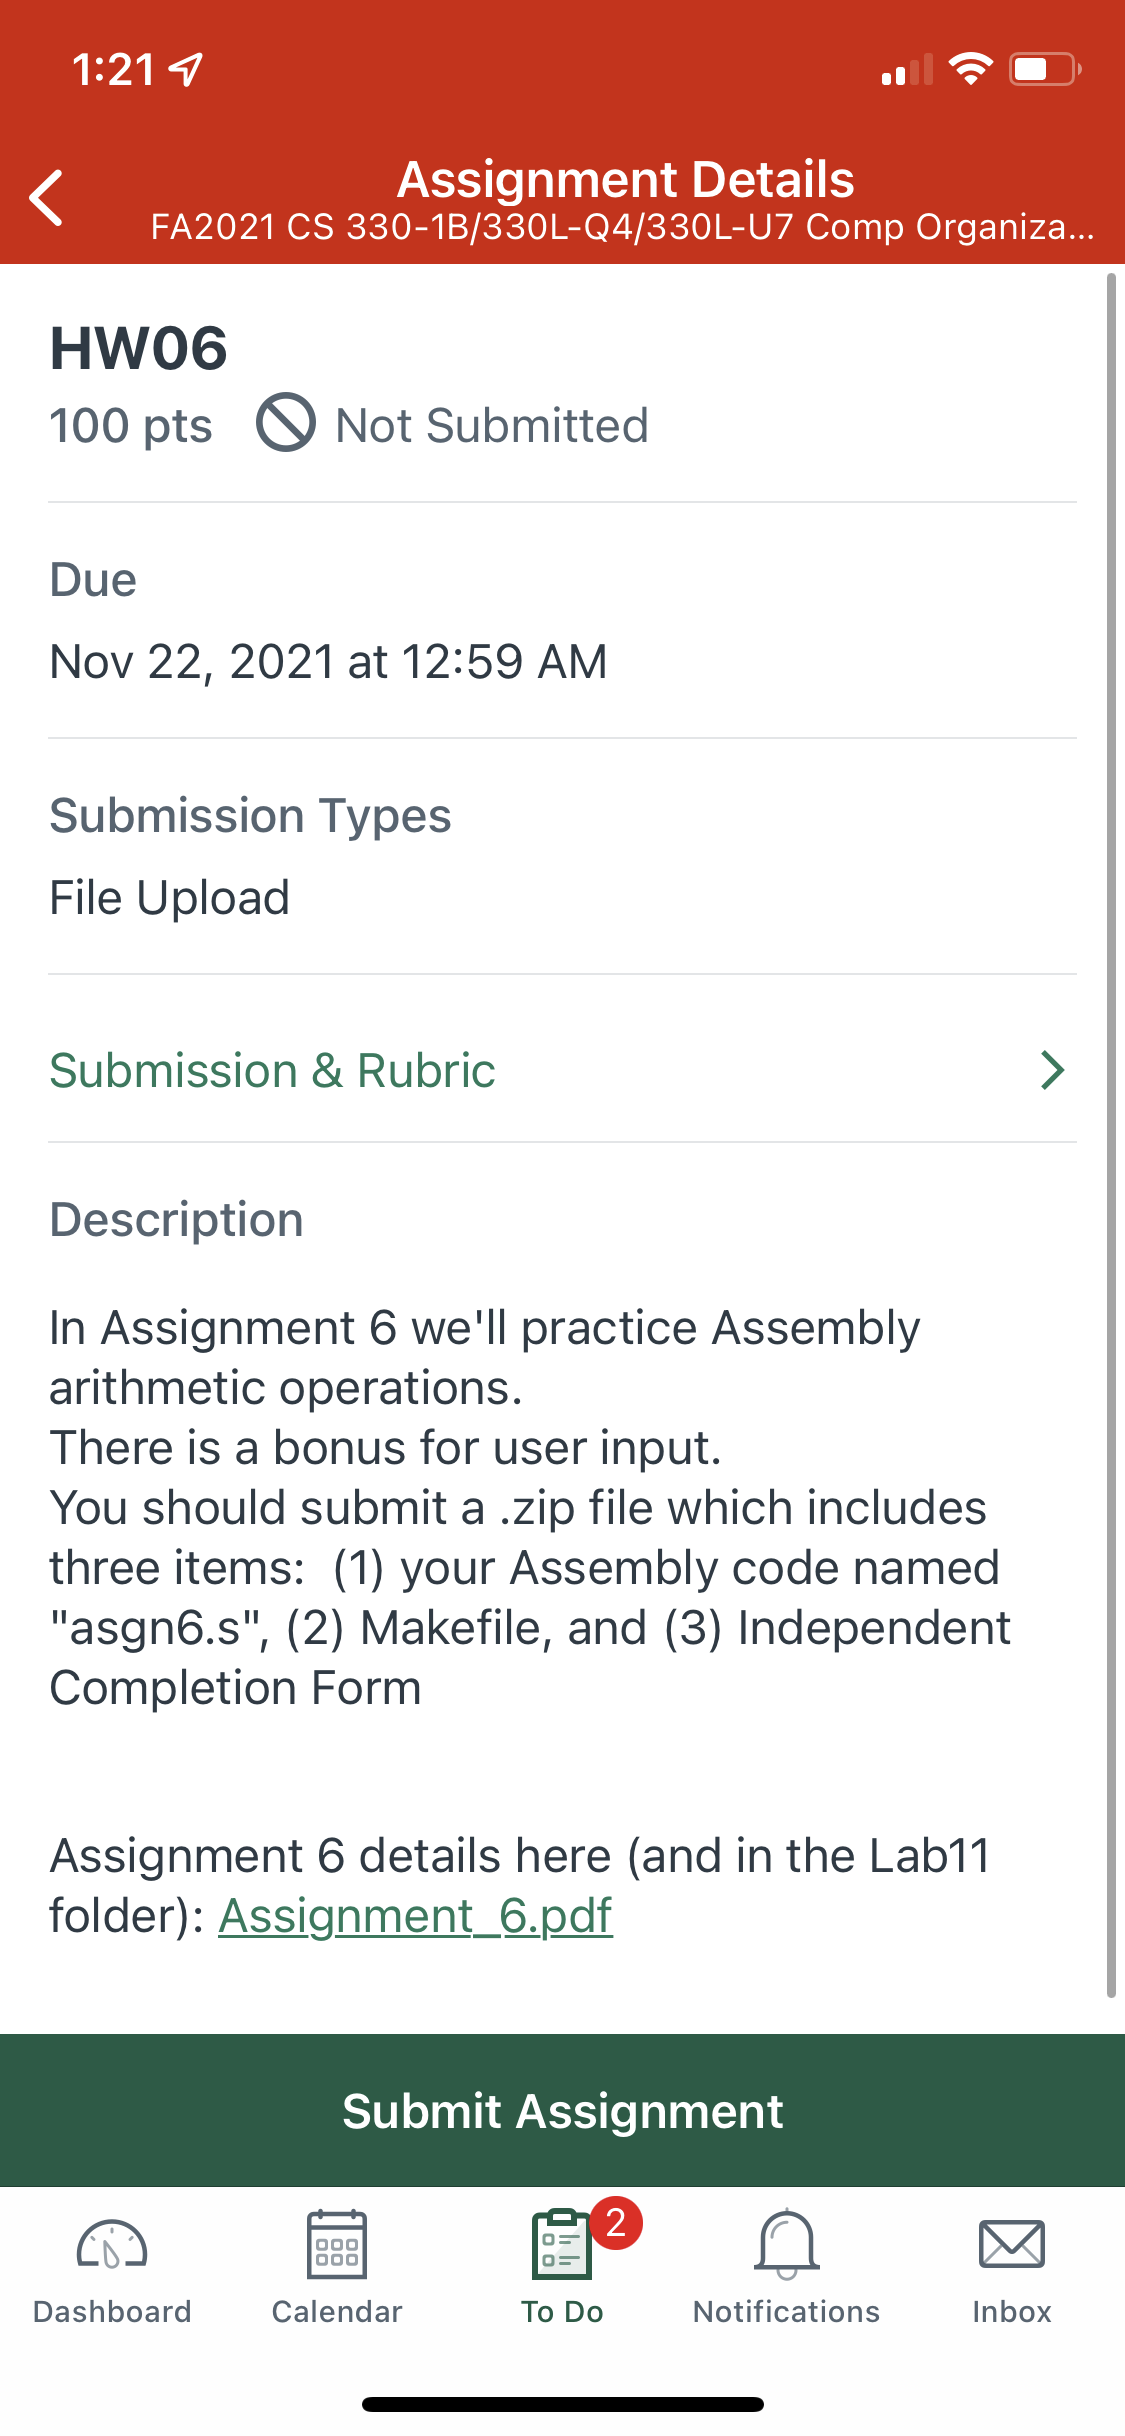 1:21
Assignment Details
FA2021 CS 330-1B/330L-Q4/330L-U7 Comp Organiza...
HW06
100 pts Not Submitted
Due
Nov 22, 2021 at 12:59 AM
Submission Types
File Upload
Submission & Rubric
Description
In Assignment 6 we'll practice Assembly
arithmetic operations.
There is a bonus for user input.
You should submit a .zip file which includes
three items:  (1) your Assembly code named
"asgn6.s", (2) Makefile, and (3) Independent
Completion Form
Assignment 6 details here (and in the Lab11
folder): Assignment_6.pdf
Submit Assignment
2
Dashboard Calendar To Do Notifications Inbox